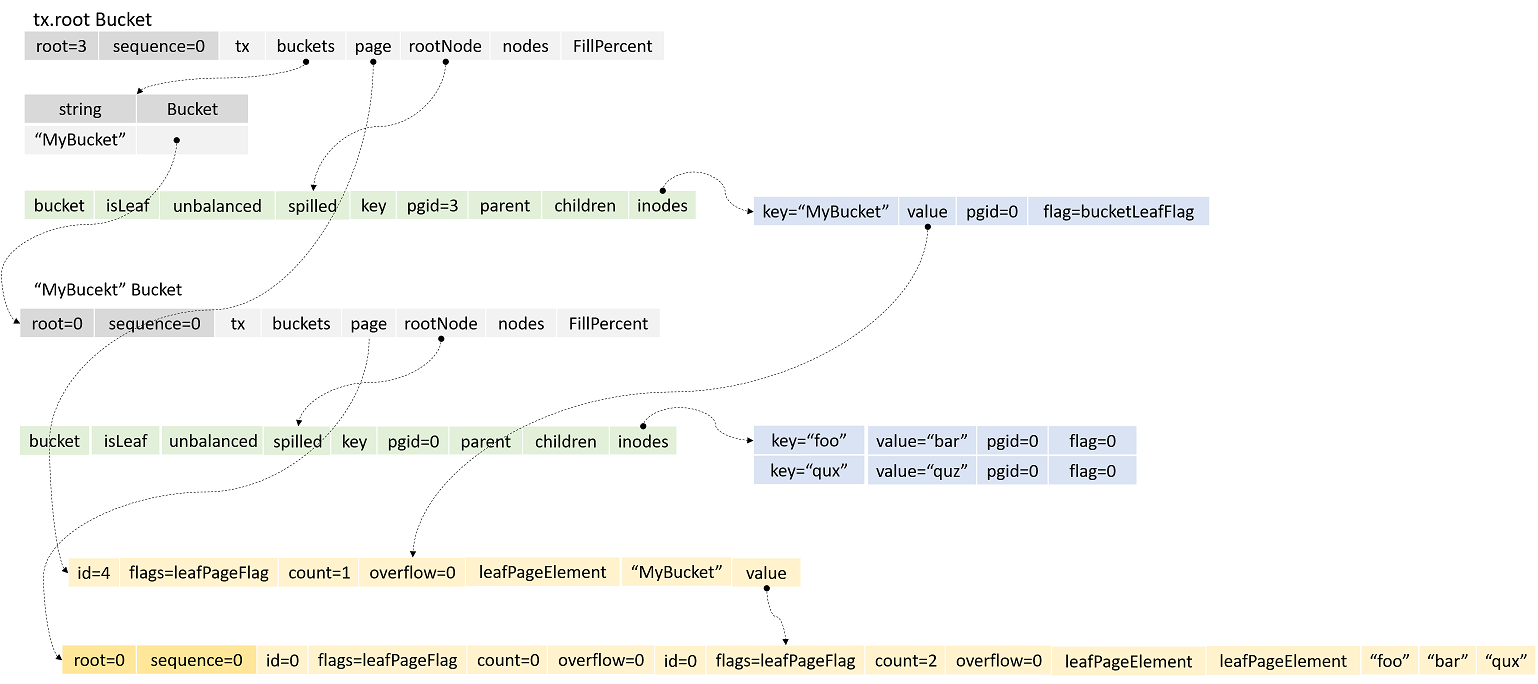 tx.root Bucket
root=3 sequence=0 tx buckets page rootNode nodes FillPercent
string Bucket
“MyBucket”
bucket isLeaf unbalanced spilled key pgid=3 parent children inodes
key=“MyBucket” value pgid=0 flag=bucketLeafFlag
“MyBucekt” Bucket
root=0 sequence=0 tx buckets page rootNode nodes FillPercent
bucket isLeaf unbalanced spilled key pgid=0 parent children inodes
key=“foo” value=“bar” pgid=0 flag=0
key=“qux” value=“quz” pgid=0 flag=0
id=4 flags=leafPageFlag count=1 overflow=0 leafPageElement “MyBucket” value
root=0 sequence=0 id=0 flags=leafPageFlag count=0 overflow=0 id=0 flags=leafPageFlag count=2 overflow=0 leafPageElement leafPageElement “foo” “bar” “qux”